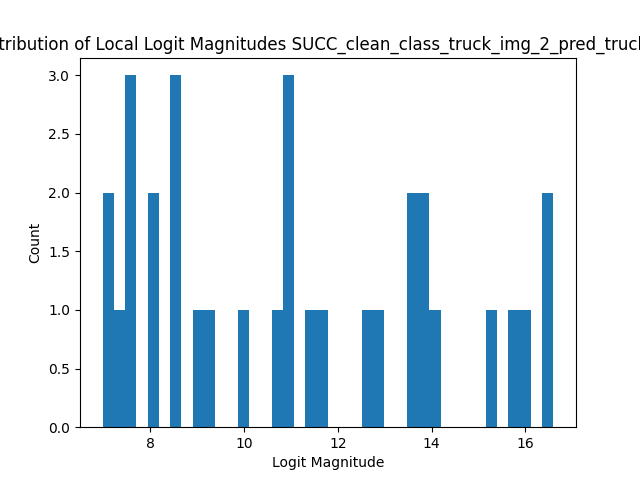 tribution of Local Logit Magnitudes SUCC_clean_class_truck_img_2_pred_truck
3.0
2.5
2.0
1.5
1.0
0.5
0.0
Count
8 10 12 14 16
Logit Magnitude